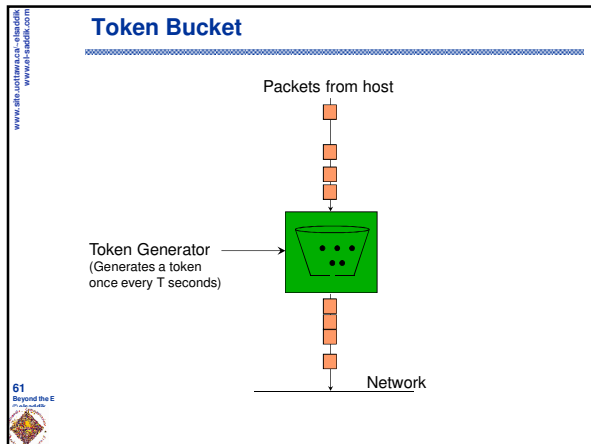 www.site.uottawa.ca/~elsaddik
www.el-saddik.com
Token Bucket
Packets from host
Token Generator
(Generates a token
once every T seconds)
Network
61
Beyond the E